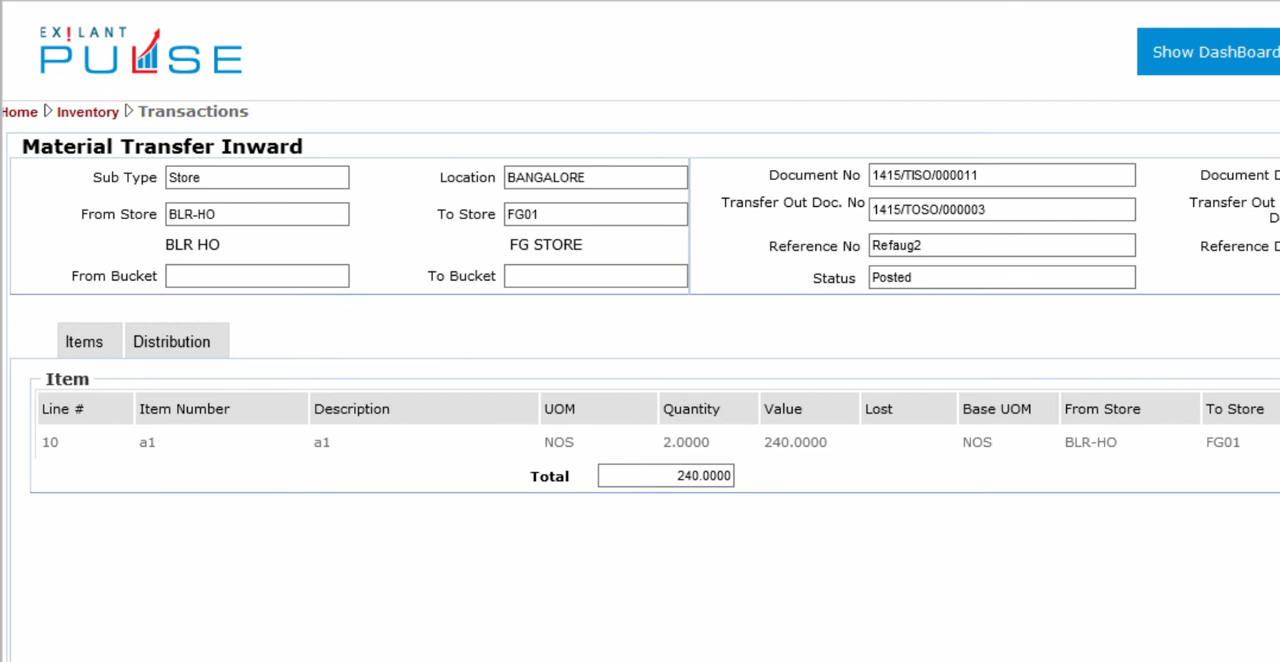 EXILANT
PULSE
Show DashBoard
Home Inventory Transactions
Material Transfer Inward
Sub Type Store Location BANGALORE Document No 1415/TISO/000011 Document D
From Store BLR-HO To Store FG01 Transfer Out Doc. No 1415/TOSO/000003 Transfer Out
D
BLR HO FG STORE Reference No Refaug2 Reference D
From Bucket To Bucket Status Posted
Items Distribution
Item
Line # Item Number Description UOM Quantity Value Lost Base UOM From Store To Store
10 a1 a1 NOS 2.0000 240.0000 NOS BLR-HO FG01
Total 240.0000